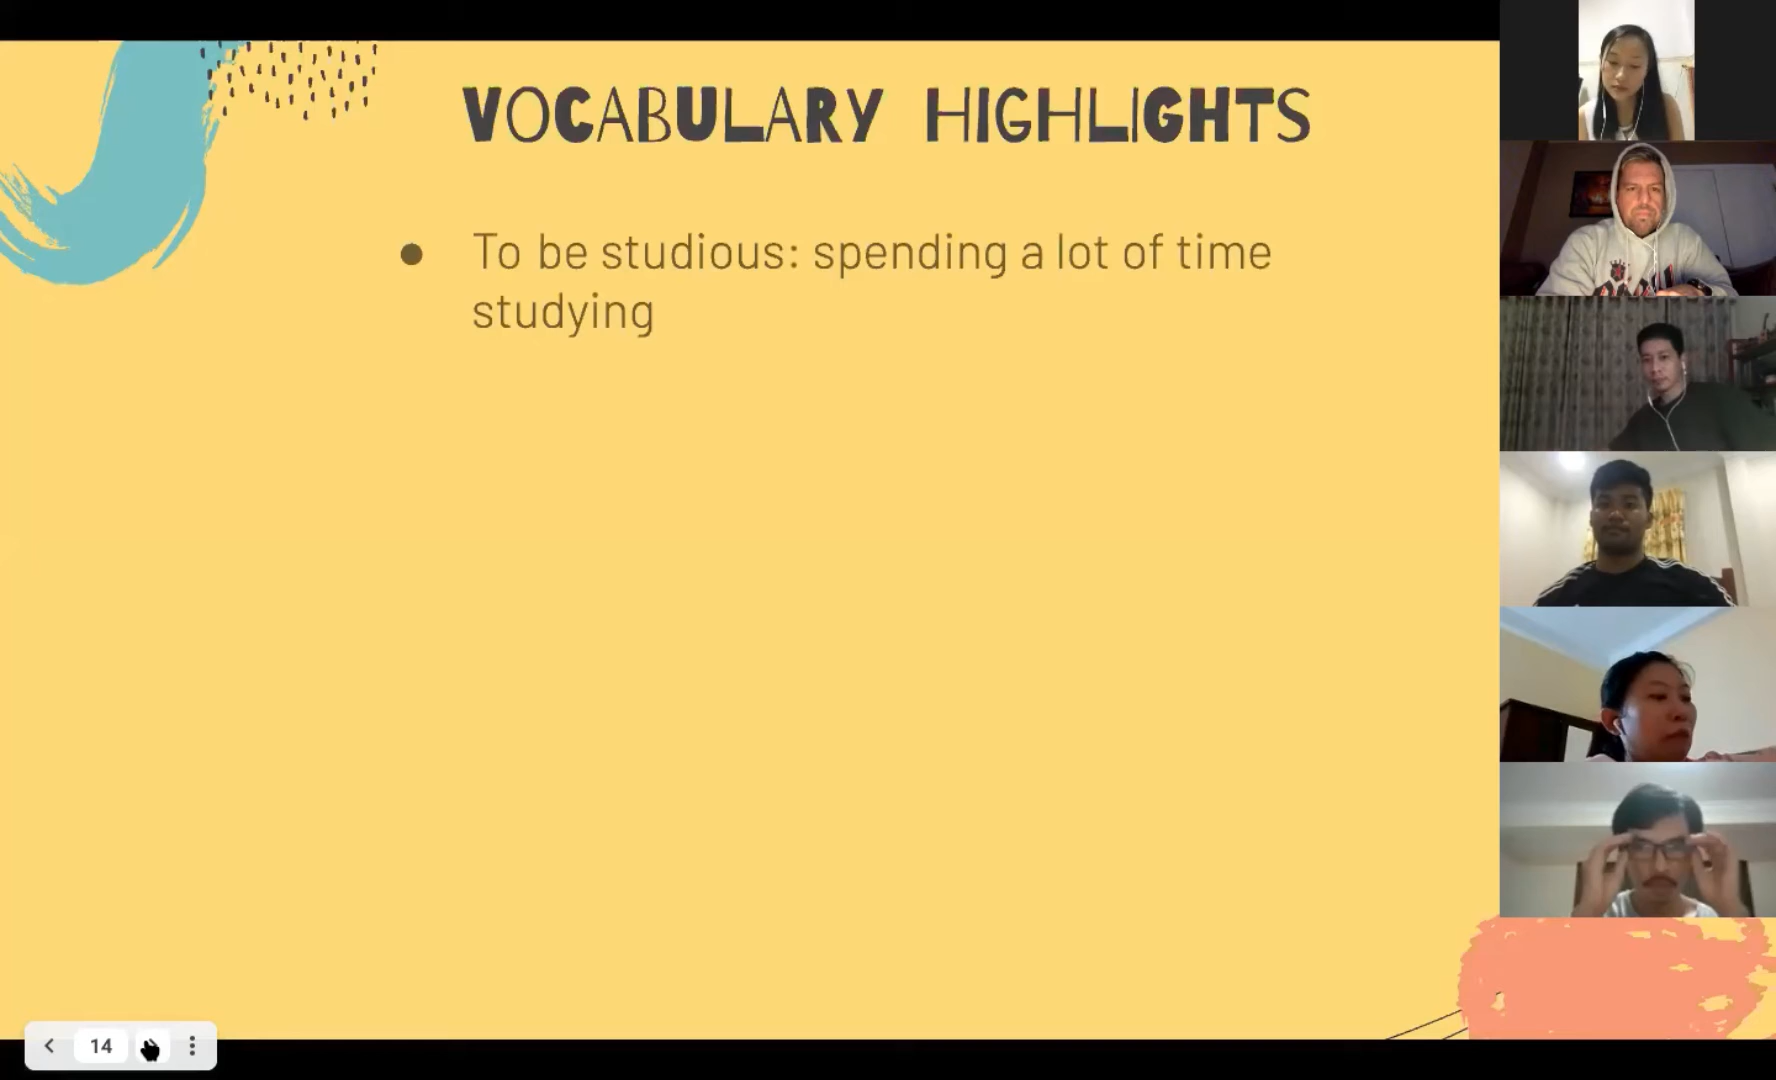 VOCABULARY HIGHLIGHTS
● To be studious: spending a lot of time
studying
14